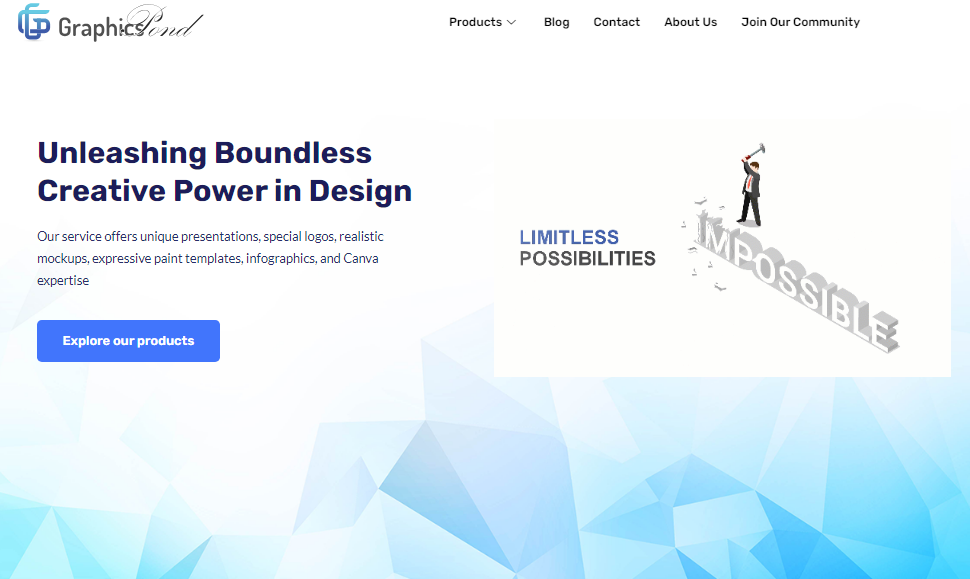 GraphicsPond
Products
Blog
Contact
About Us
Join Our Community
Unleashing Boundless
Creative Power in Design
Our service offers unique presentations, special logos, realistic
mockups, expressive paint templates, infographics, and Canva
expertise
Explore our products
LIMITLESS
POSSIBILITIES
IMPOSSIBLE